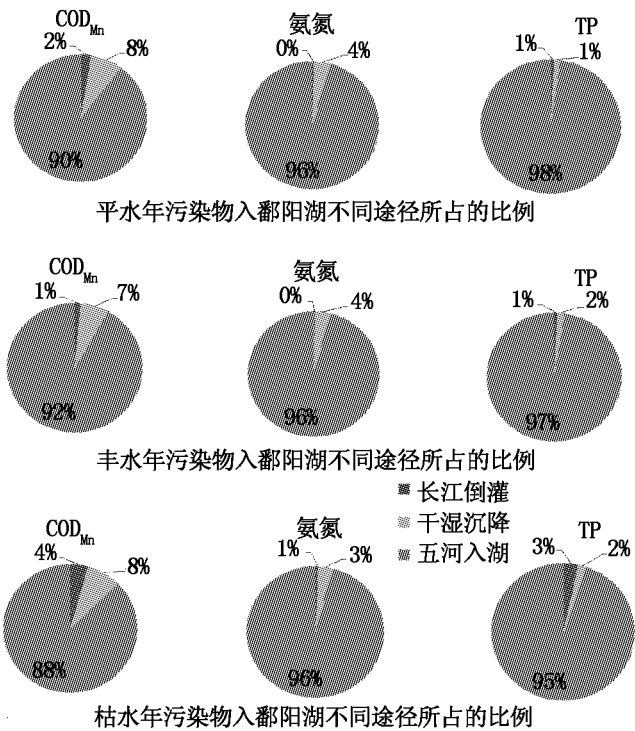 CODMn 氨氮 TP
2% 8% 0% 4% 1% 1%
90% 96% 98%
平水年污染物入鄱阳湖不同途径所占的比例
CODMn 氨氮 TP
1% 7% 0% 4% 1% 2%
92% 96% 97%
丰水年污染物入鄱阳湖不同途径所占的比例
长江倒灌
干湿沉降
五河入湖
CODMn 氨氮 TP
4% 8% 1% 3% 3% 2%
88% 96% 95%
枯水年污染物入鄱阳湖不同途径所占的比例